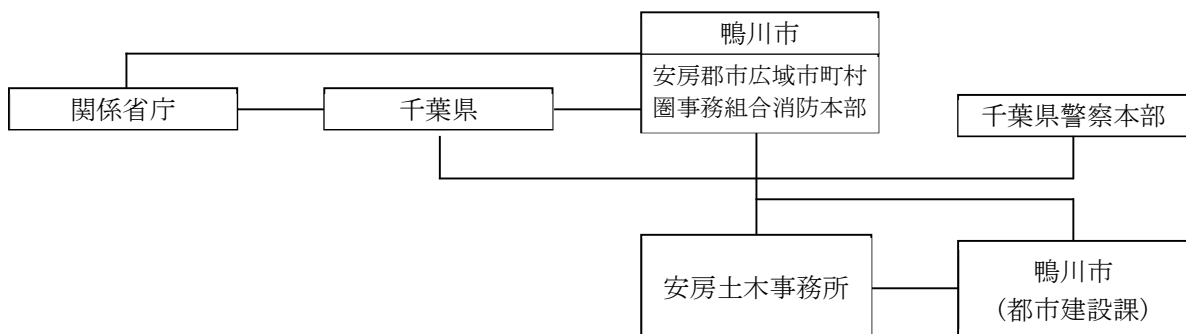 鴨川市
安房郡市広域市町村
圏事務組合消防本部
関係省庁
千葉県
千葉県警察本部
安房土木事務所
鴨川市
（都市建設課）